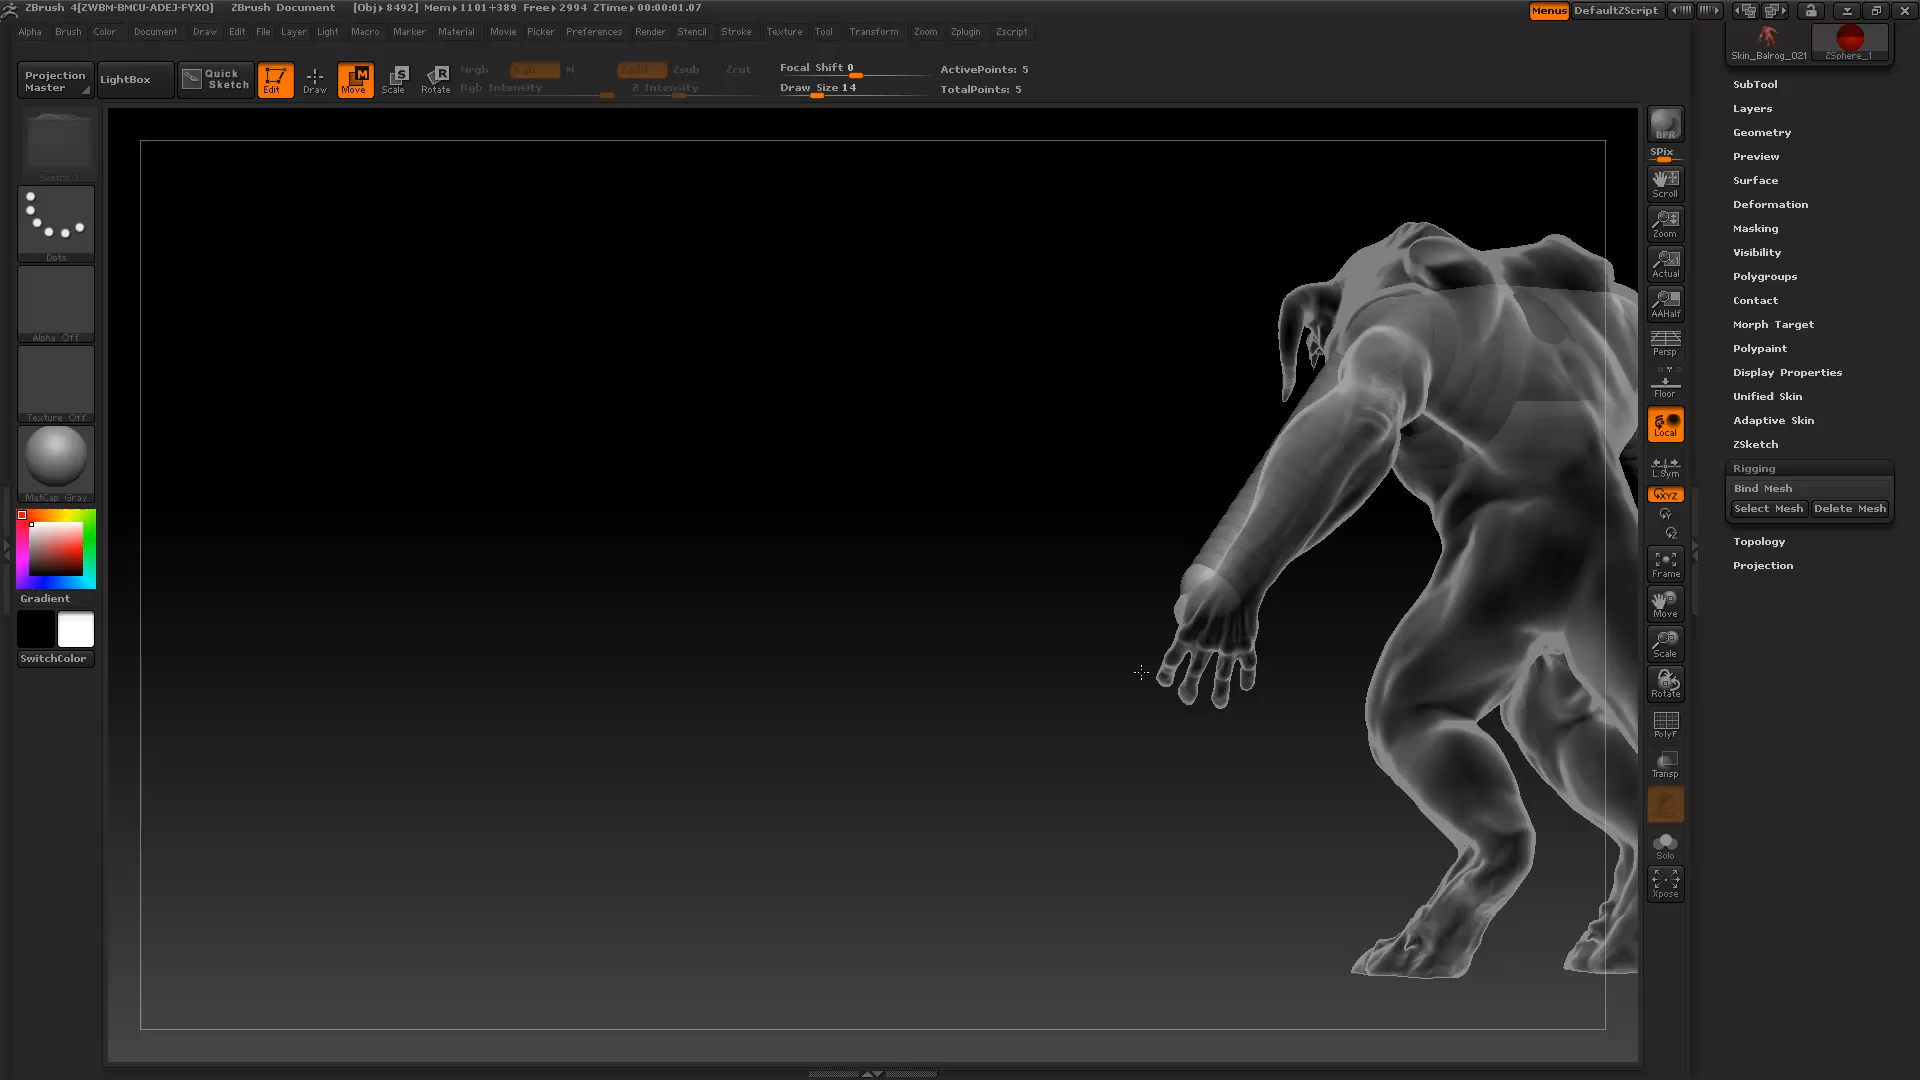 ZBrush 4[ZWBM-BMCU-ADEJ-FYXO] ZBrush Document [Obj▸8492] Mem▸1101+389 Free▸2994 ZTime▸00:00:01.07 Menus DefaultZScript
Alpha Brush Color Document Draw Edit File Layer Light Macro Marker Material Movie Picker Preferences Render Stencil Stroke Texture Tool Transform Zoom Zplugin Zscript
Skin_Balrog_021 ZSphere_1
Projection Master
LightBox
Quick Sketch
Edit
Draw
Move
Scale
Rotate
Mrgb Rgb M
Rgb Intensity
Zadd Zsub Zcut
Z Intensity
Focal Shift 0
Draw Size 14
ActivePoints: 5
TotalPoints: 5
Sketch 1
Dots
Alpha Off
Texture Off
MatCap Gray
Gradient
SwitchColor
BPR
SPix
Scroll
Zoom
Actual
AAHalf
Persp
Floor
Local
L.Sym
XYZ
Y
Z
Frame
Move
Scale
Rotate
PolyF
Transp
Solo
Xpose
SubTool
Layers
Geometry
Preview
Surface
Deformation
Masking
Visibility
Polygroups
Contact
Morph Target
Polypaint
Display Properties
Unified Skin
Adaptive Skin
ZSketch
Rigging
Bind Mesh
Select Mesh Delete Mesh
Topology
Projection